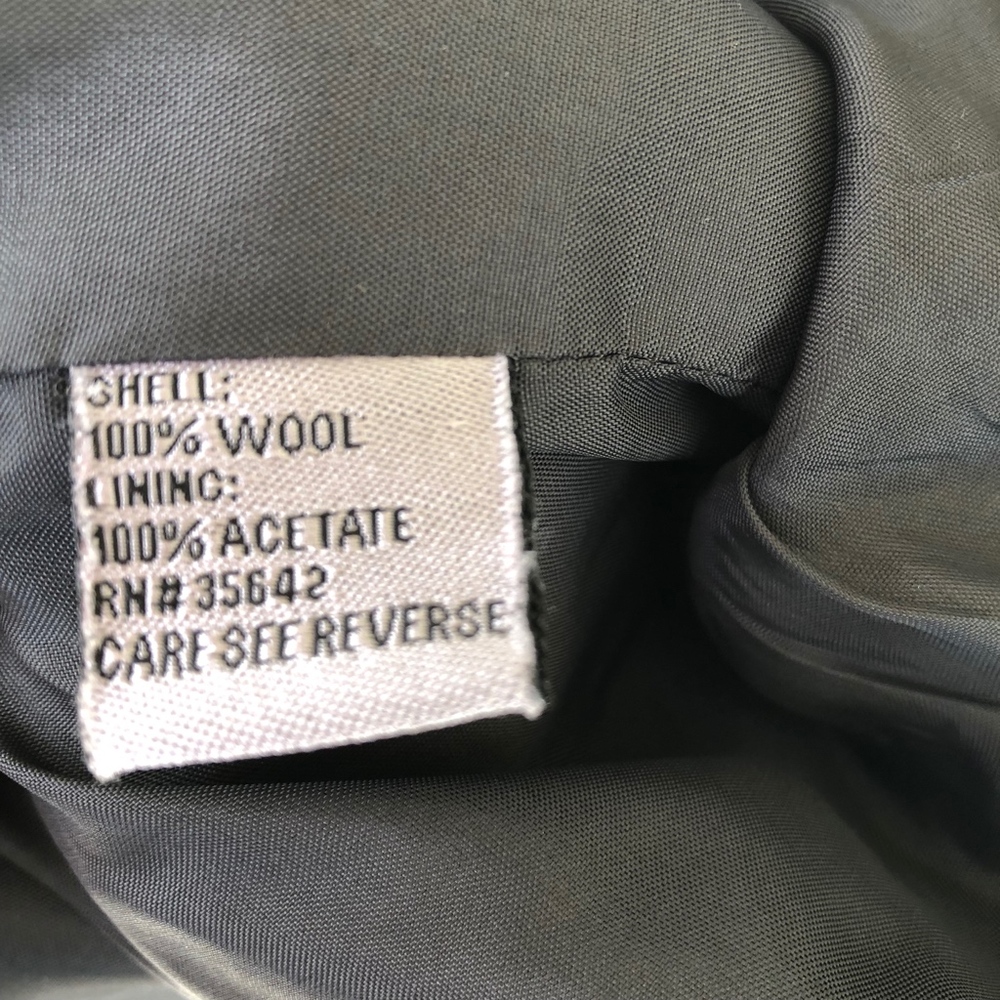 SHELL:
100% WOOL
LINING:
100% ACETATE
RN# 35642
CARE SEE REVERSE